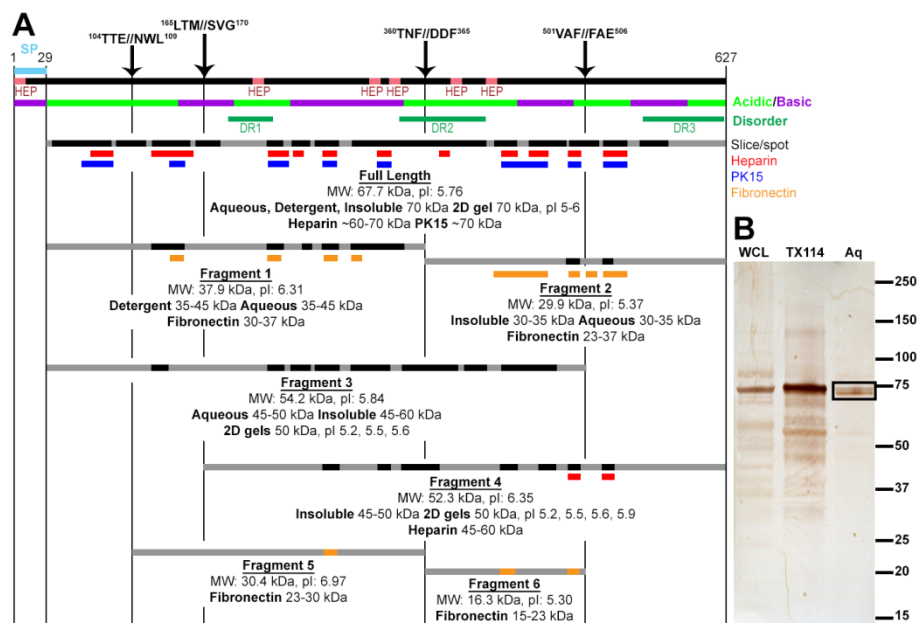 A
104TTE//NWL109
165LTM//SVG170
360TNF//DDF365
501VAF//FAE506
SP
1 29 627
HEP HEP HEP HEP HEP HEP
Acidic/Basic
Disorder
DR1 DR2 DR3
Slice/spot
Heparin
PK15
Fibronectin
Full Length
MW: 67.7 kDa, pI: 5.76
Aqueous, Detergent, Insoluble 70 kDa 2D gel 70 kDa, pI 5-6
Heparin ~60-70 kDa PK15 ~70 kDa
Fragment 1
MW: 37.9 kDa, pI: 6.31
Detergent 35-45 kDa Aqueous 35-45 kDa
Fibronectin 30-37 kDa
Fragment 2
MW: 29.9 kDa, pI: 5.37
Insoluble 30-35 kDa Aqueous 30-35 kDa
Fibronectin 23-37 kDa
Fragment 3
MW: 54.2 kDa, pI: 5.84
Aqueous 45-50 kDa Insoluble 45-60 kDa
2D gels 50 kDa, pI 5.2, 5.5, 5.6
Fragment 4
MW: 52.3 kDa, pI: 6.35
Insoluble 45-50 kDa 2D gels 50 kDa, pI 5.2, 5.5, 5.6, 5.9
Heparin 45-60 kDa
Fragment 5
MW: 30.4 kDa, pI: 6.97
Fibronectin 23-30 kDa
Fragment 6
MW: 16.3 kDa, pI: 5.30
Fibronectin 15-23 kDa
B
WCL TX114 Aq
250
150
100
75
50
37
25
20
15